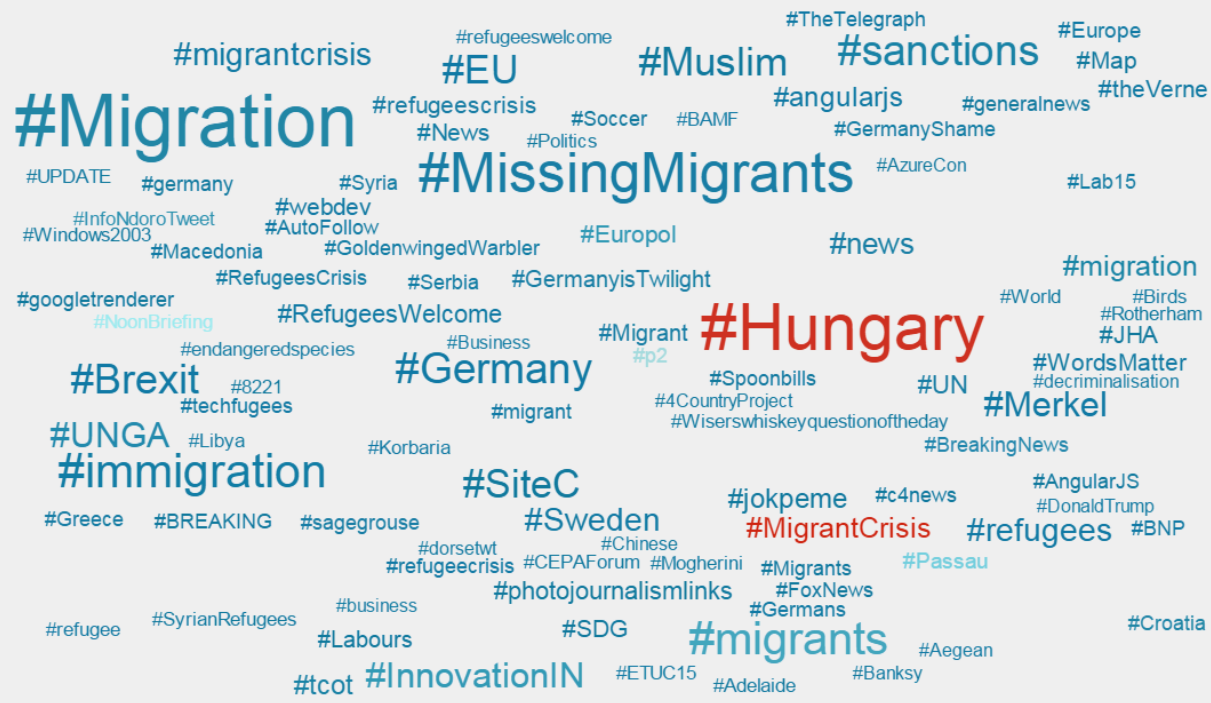 #TheTelegraph
#refugeeswelcome #Europe
#migrantcrisis #EU #Muslim #sanctions #Map
#theVerne
#Migration #refugeescrisis #angularjs #generalnews
#News #Soccer #BAMF #GermanyShame
#Politics
#UPDATE #germany #Syria #MissingMigrants #AzureCon #Lab15
#InfoNdoroTweet #webdev
#Windows2003 #AutoFollow #Europol
#Macedonia #GoldenwingedWarbler #news
#RefugeesCrisis #Serbia #GermanyisTwilight #migration
#googletrenderer #World #Birds
#NoonBriefing #RefugeesWelcome #Migrant #Hungary #Rotherham
#endangeredspecies #Business #p2 #JHA
#Brexit #8221 #Germany #Spoonbills #UN #WordsMatter
#decriminalisation
#techfugees #migrant #4CountryProject #Merkel
#Wiserswhiskeyquestionoftheday
#UNGA #Libya #Korbaria #BreakingNews
#immigration #SiteC #AngularJS
#jokpeme #c4news #DonaldTrump
#Greece #BREAKING #sagegrouse #Sweden #MigrantCrisis #refugees #BNP
#dorsetwt #Chinese
#refugeecrisis #CEPAForum #Mogherini #Migrants #Passau
#photojournalismlinks #FoxNews
#business #Germans
#refugee #SyrianRefugees #Labours #SDG #migrants #Croatia
#Aegean
#tcot #InnovationIN #ETUC15 #Adelaide #Banksy